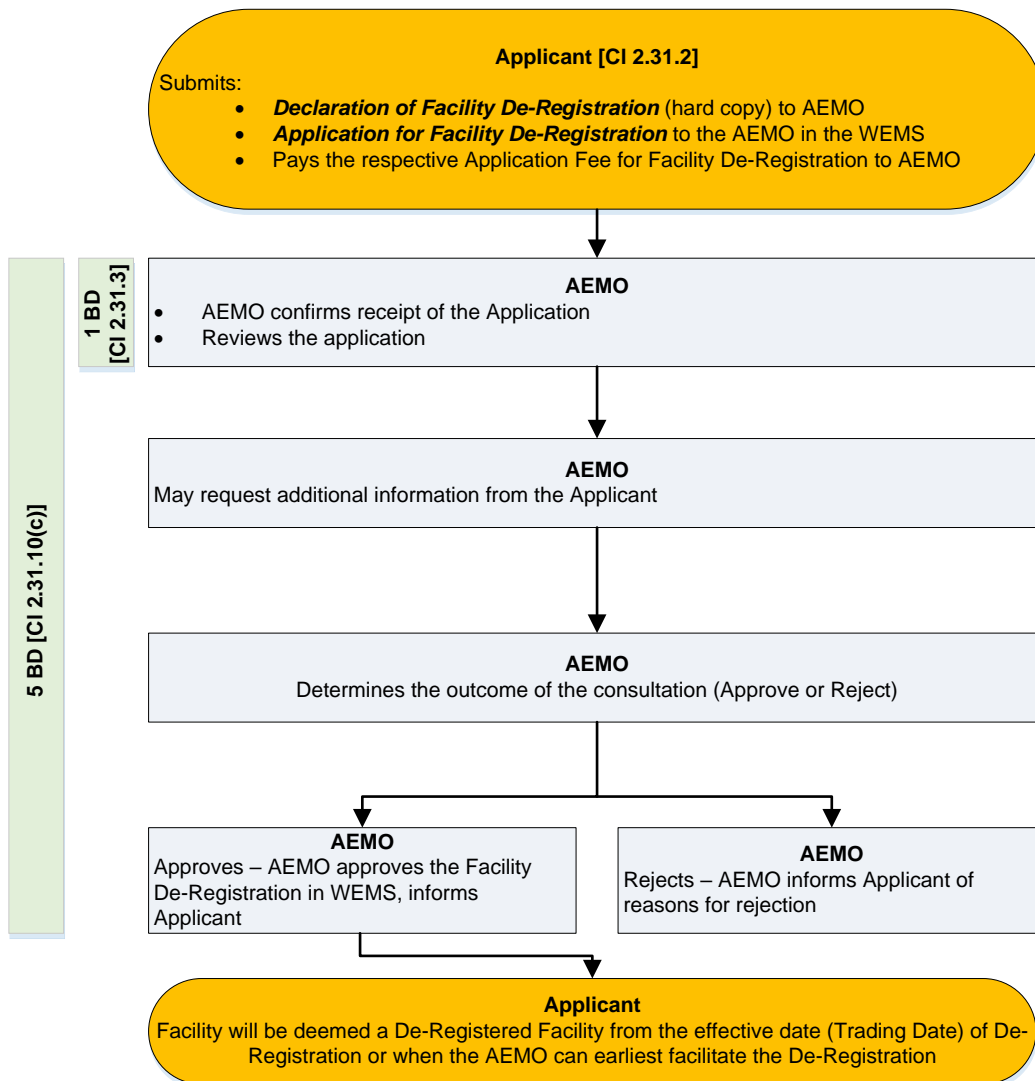 Applicant [Cl 2.31.2]
Submits:
• Declaration of Facility De-Registration (hard copy) to AEMO
• Application for Facility De-Registration to the AEMO in the WEMS
• Pays the respective Application Fee for Facility De-Registration to AEMO
5 BD [Cl 2.31.10(c)]
1 BD
[Cl 2.31.3]
AEMO
• AEMO confirms receipt of the Application
• Reviews the application
AEMO
May request additional information from the Applicant
AEMO
Determines the outcome of the consultation (Approve or Reject)
AEMO
Approves – AEMO approves the Facility
De-Registration in WEMS, informs
Applicant
AEMO
Rejects – AEMO informs Applicant of
reasons for rejection
Applicant
Facility will be deemed a De-Registered Facility from the effective date (Trading Date) of De-
Registration or when the AEMO can earliest facilitate the De-Registration